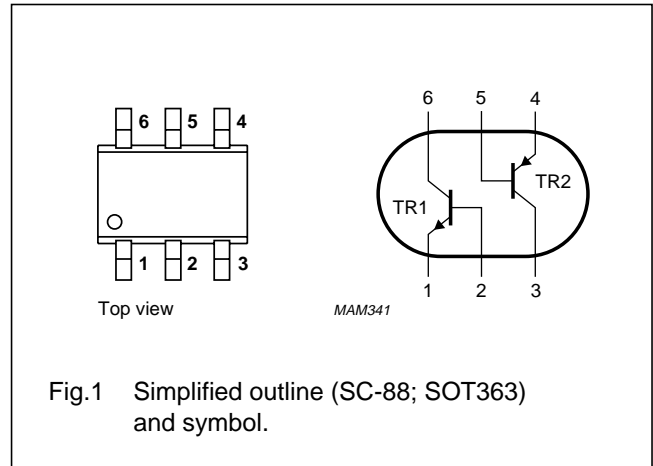 6 5 4
1 2 3
Top view
6 5 4
TR1 TR2
1 2 3
MAM341
Fig.1 Simplified outline (SC-88; SOT363)
and symbol.